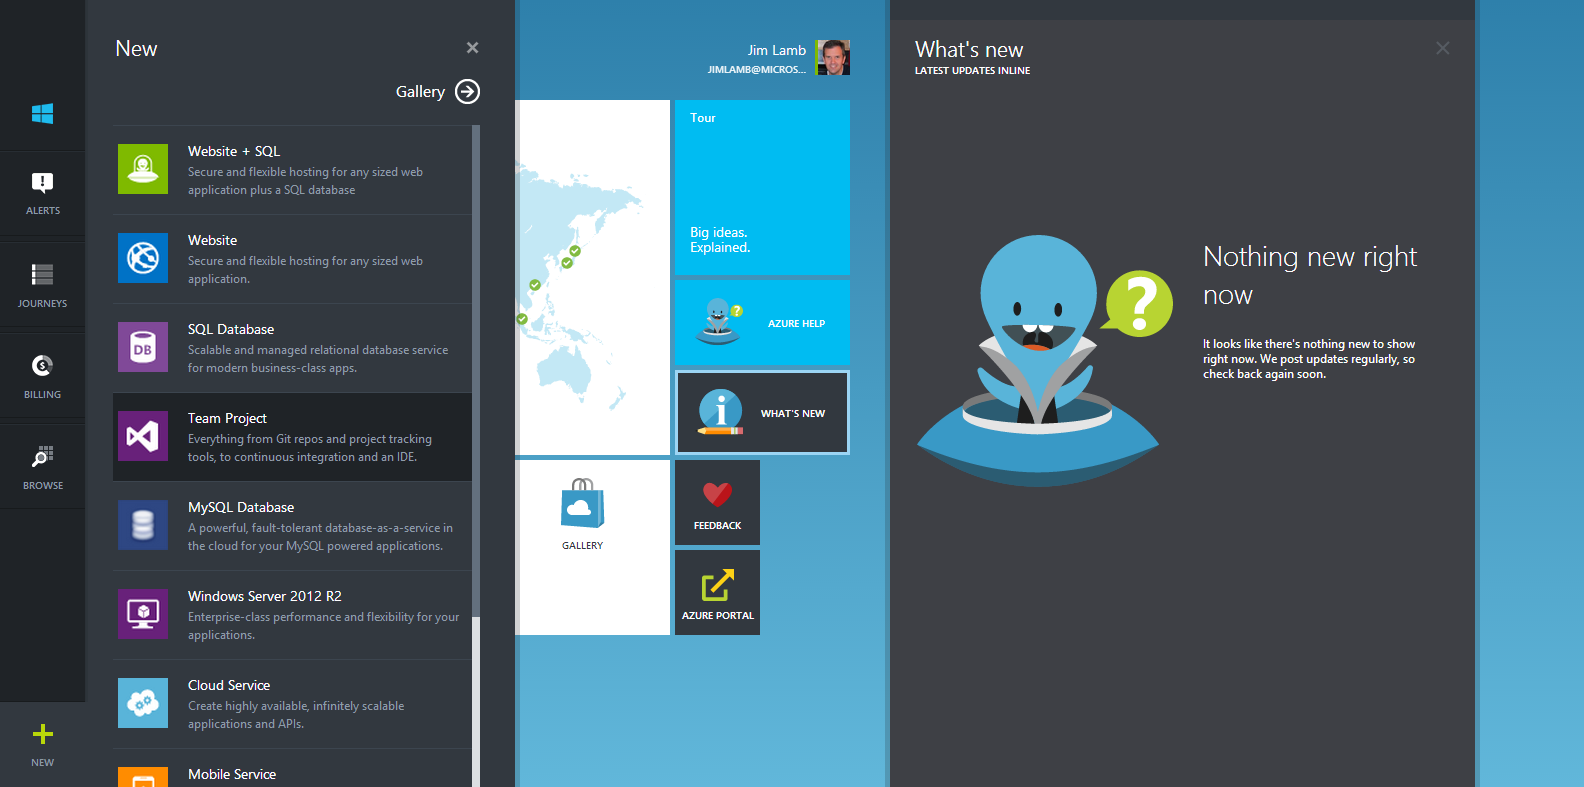 ALERTS
JOURNEYS
BILLING
BROWSE
NEW
New
Gallery
Website + SQL
Secure and flexible hosting for any sized web
application plus a SQL database
Website
Secure and flexible hosting for any sized web
application.
SQL Database
Scalable and managed relational database service
for modern business-class apps.
DB
Team Project
Everything from Git repos and project tracking
tools, to continuous integration and an IDE.
MySQL Database
A powerful, fault-tolerant database-as-a-service in
the cloud for your MySQL powered applications.
Windows Server 2012 R2
Enterprise-class performance and flexibility for your
applications.
Cloud Service
Create highly available, infinitely scalable
applications and APIs.
Mobile Service
Jim Lamb
JIMLAMB@MICROS...
Tour
Big ideas.
Explained.
AZURE HELP
WHAT'S NEW
GALLERY
FEEDBACK
AZURE PORTAL
What's new
LATEST UPDATES INLINE
?
Nothing new right
now
It looks like there's nothing new to show
right now. We post updates regularly, so
check back again soon.